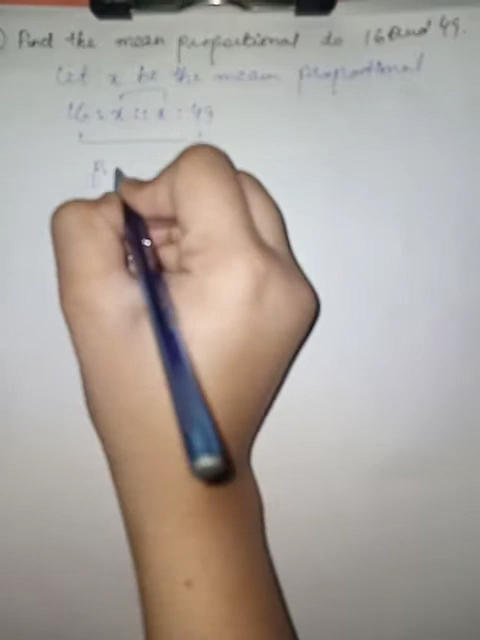 ) Find the mean proportional to 16 and 49.
Let x be the mean proportional
16 : x :: x : 49